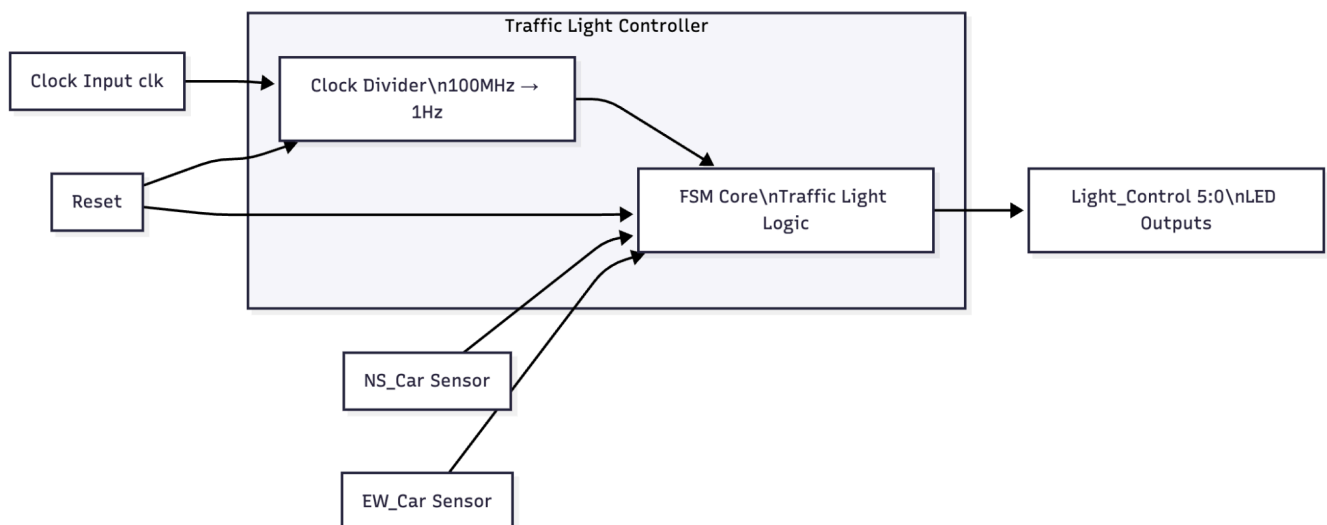 Traffic Light Controller
Clock Input clk
Clock Divider\n100MHz →
1Hz
Reset
FSM Core\nTraffic Light
Logic
Light_Control 5:0\nLED
Outputs
NS_Car Sensor
EW_Car Sensor